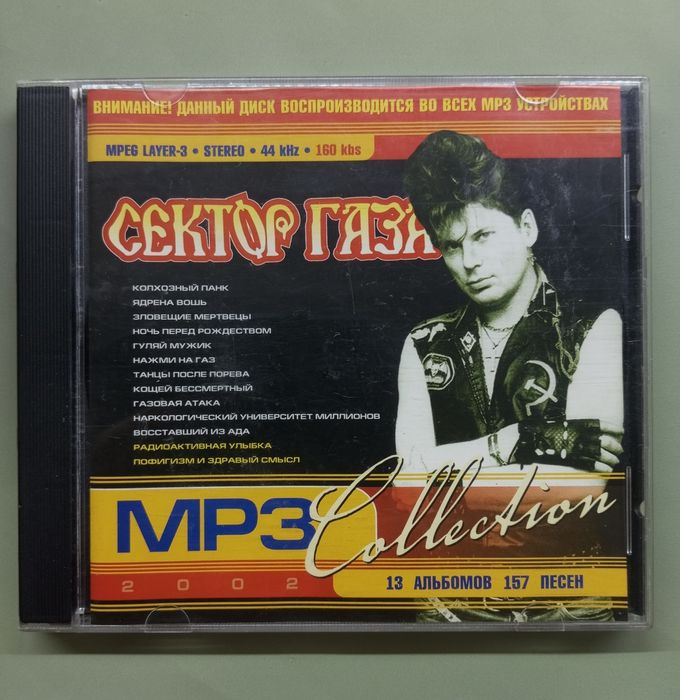 ВНИМАНИЕ! ДАННЫЙ ДИСК ВОСПРОИЗВОДИТСЯ ВО ВСЕХ MP3 УСТРОЙСТВАХ
MPEG LAYER-3 • STEREO • 44 kHz • 160 kbs
СЕКТОР ГАЗА
КОЛХОЗНЫЙ ПАНК
ЯДРЕНА ВОШЬ
ЗЛОВЕЩИЕ МЕРТВЕЦЫ
НОЧЬ ПЕРЕД РОЖДЕСТВОМ
ГУЛЯЙ МУЖИК
НАЖМИ НА ГАЗ
ТАНЦЫ ПОСЛЕ ПОРЕВА
КОЩЕЙ БЕССМЕРТНЫЙ
ГАЗОВАЯ АТАКА
НАРКОЛОГИЧЕСКИЙ УНИВЕРСИТЕТ МИЛЛИОНОВ
ВОССТАВШИЙ ИЗ АДА
РАДИОАКТИВНАЯ УЛЫБКА
ПОФИГИЗМ И ЗДРАВЫЙ СМЫСЛ
MP3 Collection
2002
13 АЛЬБОМОВ 157 ПЕСЕН